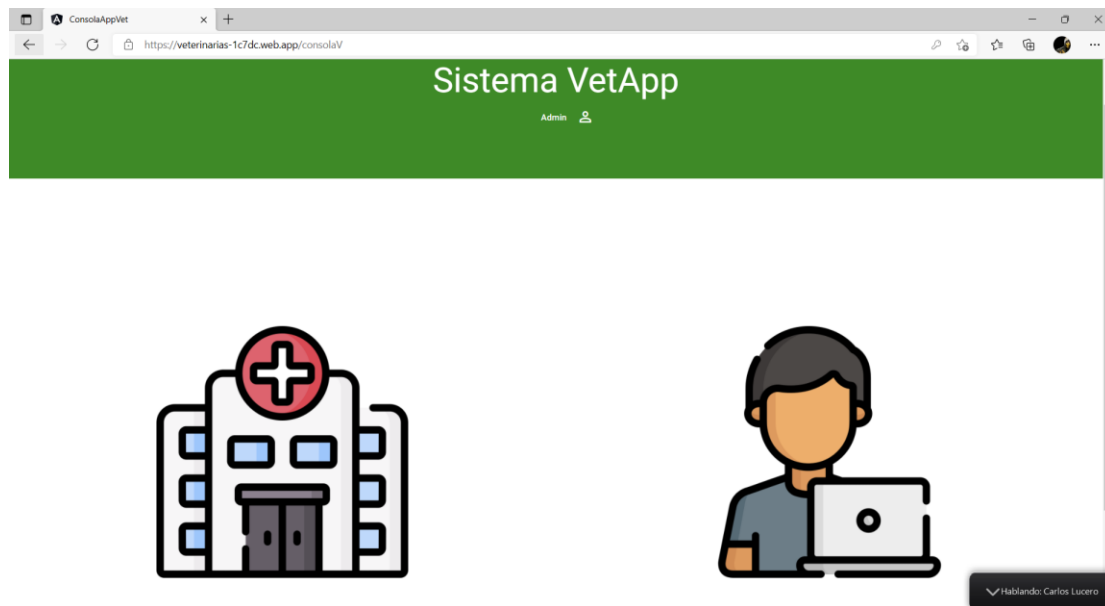 ConsolaAppVet
https://veterinarias-1c7dc.web.app/consolaV
Sistema VetApp
Admin
Hablando: Carlos Lucero